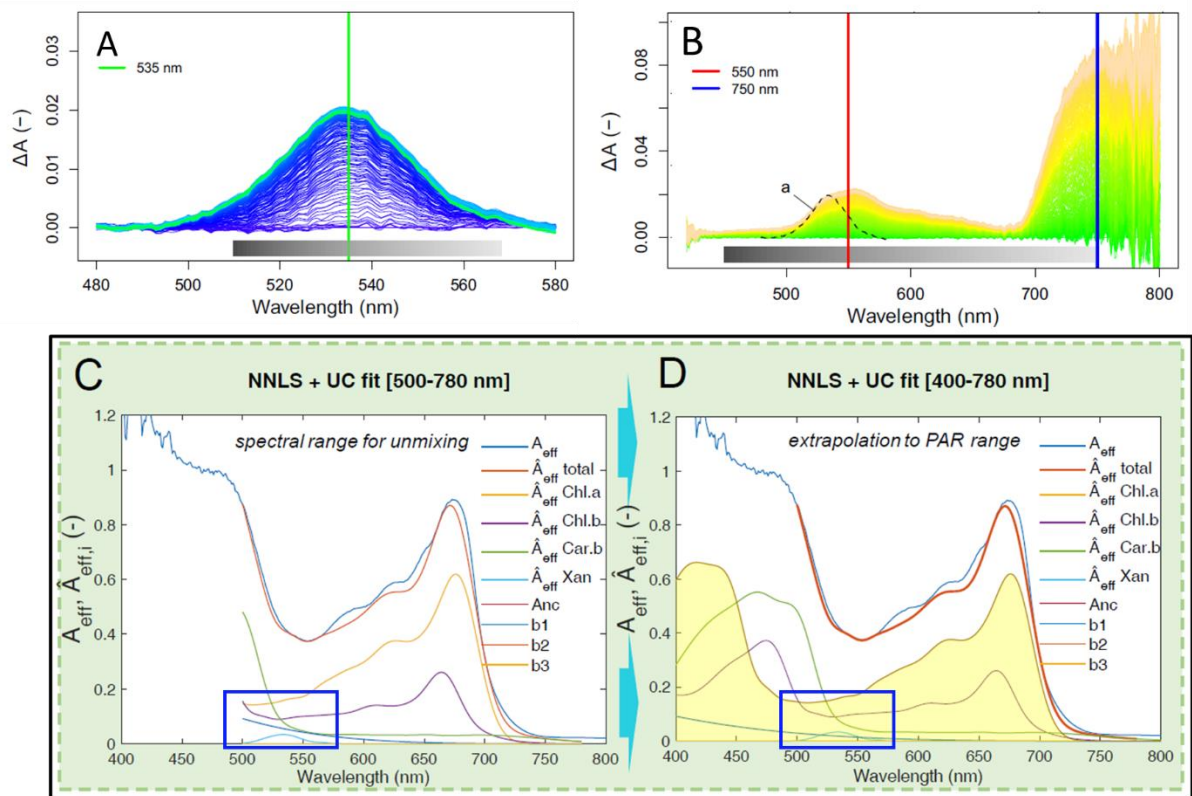 A
535 nm
ΔA (−)
0.03
0.02
0.01
0.00
480 500 520 540 560 580
Wavelength (nm)
B
550 nm
750 nm
a
ΔA (−)
0.08
0.04
0.00
500 600 700 800
Wavelength (nm)
C
NNLS + UC fit [500-780 nm]
spectral range for unmixing
A_eff
Â_eff total
Â_eff Chl.a
Â_eff Chl.b
Â_eff Car.b
Â_eff Xan
Anc
b1
b2
b3
A_eff, Â_eff,i (-)
1.2
1
0.8
0.6
0.4
0.2
0
400 450 500 550 600 650 700 750 800
Wavelength (nm)
D
NNLS + UC fit [400-780 nm]
extrapolation to PAR range
A_eff
Â_eff total
Â_eff Chl.a
Â_eff Chl.b
Â_eff Car.b
Â_eff Xan
Anc
b1
b2
b3
A_eff, Â_eff,i (-)
1.2
1
0.8
0.6
0.4
0.2
0
400 450 500 550 600 650 700 750 800
Wavelength (nm)